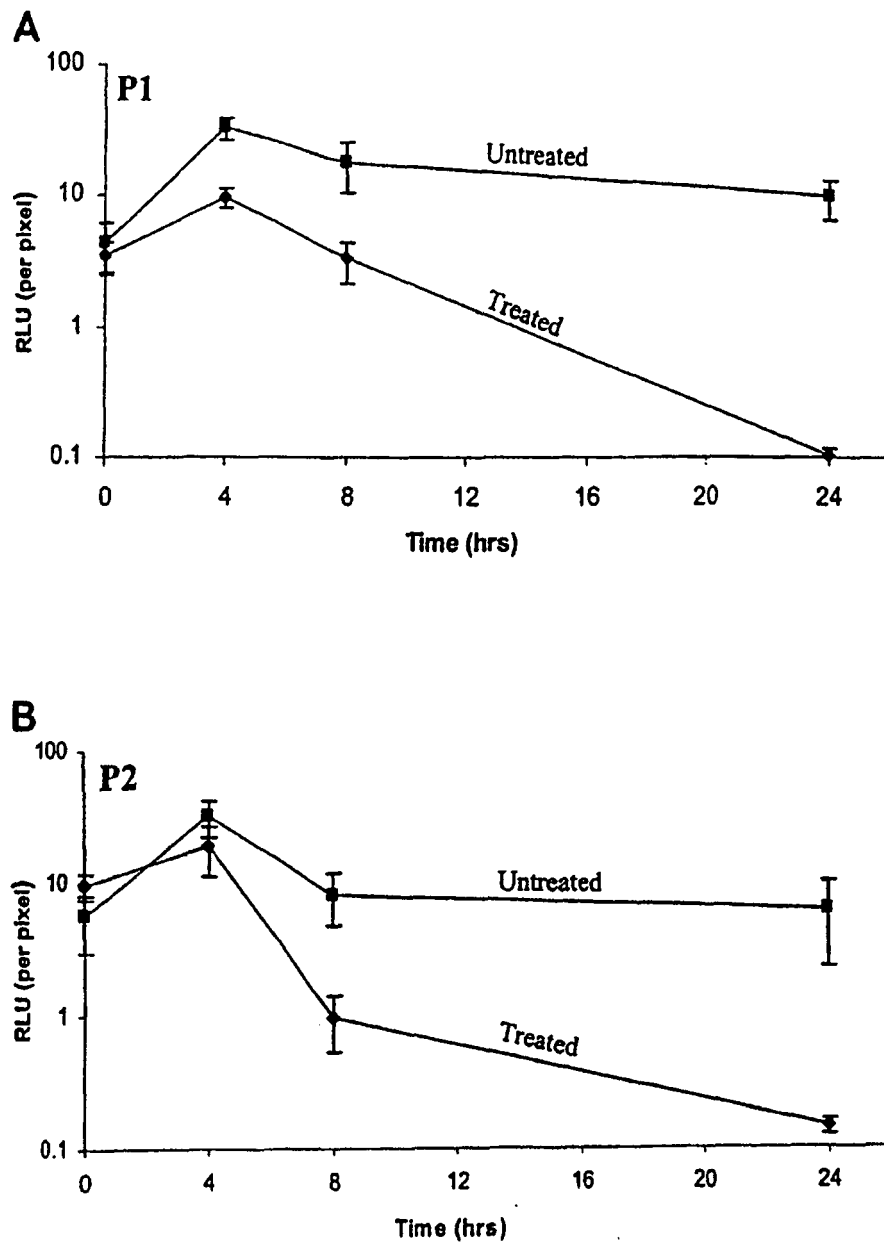 A
P1
100
10
1
0.1
RLU (per pixel)
Untreated
Treated
0 4 8 12 16 20 24
Time (hrs)
B
P2
100
10
1
0.1
RLU (per pixel)
Untreated
Treated
0 4 8 12 16 20 24
Time (hrs)